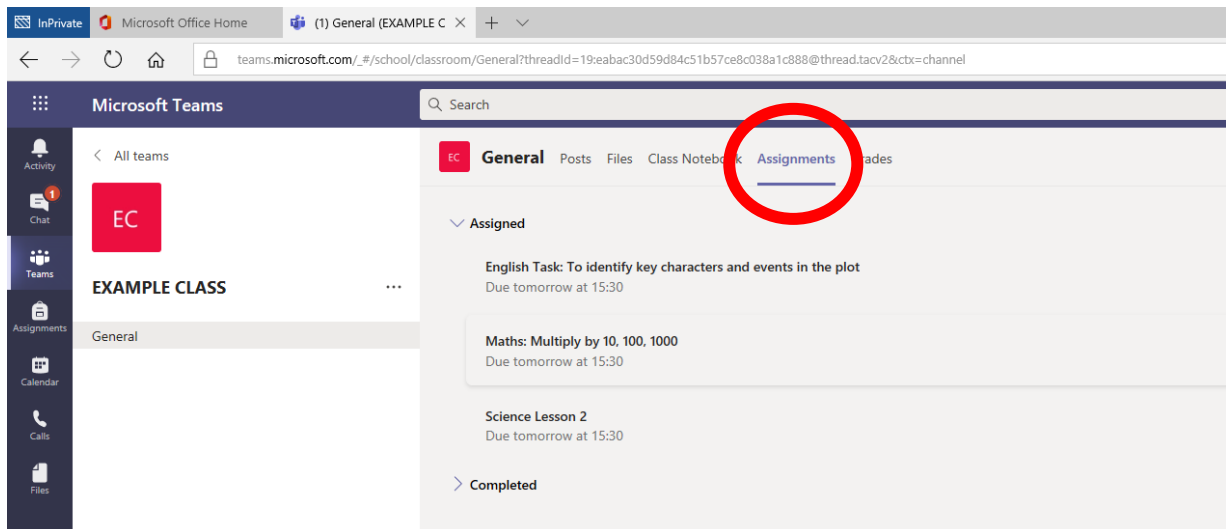 InPrivate
Microsoft Office Home
(1) General (EXAMPLE C
teams.microsoft.com/_#/school/classroom/General?threadId=19:eabac30d59d84c51b57ce8c038a1c888@thread.tacv2&ctx=channel
Microsoft Teams
Search
Activity
1
Chat
Teams
Assignments
Calendar
Calls
Files
All teams
EC
EXAMPLE CLASS
...
General
EC General Posts Files Class Notebook Assignments rades
Assigned
English Task: To identify key characters and events in the plot
Due tomorrow at 15:30
Maths: Multiply by 10, 100, 1000
Due tomorrow at 15:30
Science Lesson 2
Due tomorrow at 15:30
Completed